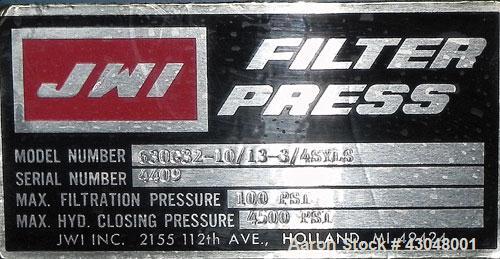 JWI
FILTER
PRESS
MODEL NUMBER 630G32-10/13-3/4SYLS
SERIAL NUMBER 4409
MAX. FILTRATION PRESSURE 100 PSI
MAX. HYD. CLOSING PRESSURE 4500 PSI
JWI INC. 2155 112th AVE., HOLLAND, MI 49424
Aaron Stock # 43048001